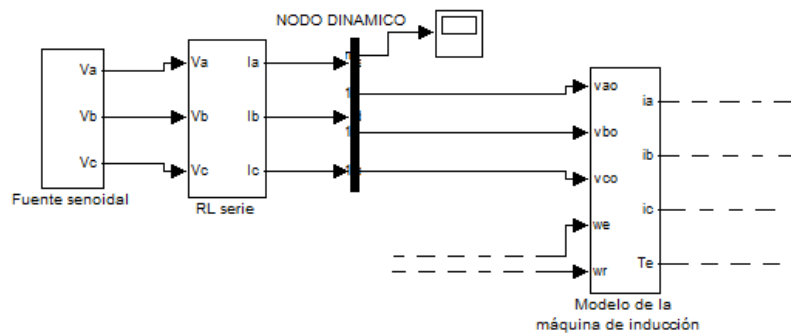 NODO DINAMICO
Va
Vb
Vc
Fuente senoidal
Va
Vb
Vc
Ia
Ib
Ic
RL serie
vao
vbo
vco
we
wr
ia
ib
ic
Te
Modelo de la
máquina de inducción